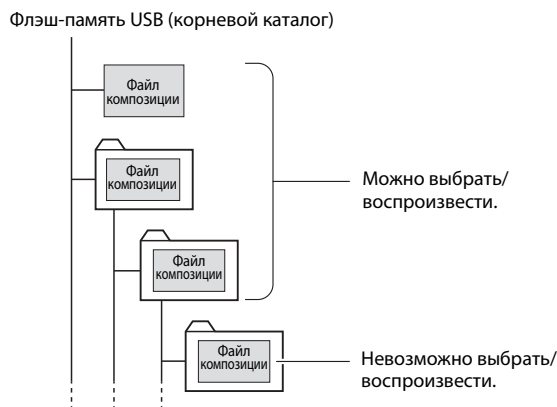 Флэш-память USB (корневой каталог)
Файл
композиции
Файл
композиции
Можно выбрать/
воспроизвести.
Файл
композиции
Файл
композиции
Невозможно выбрать/
воспроизвести.